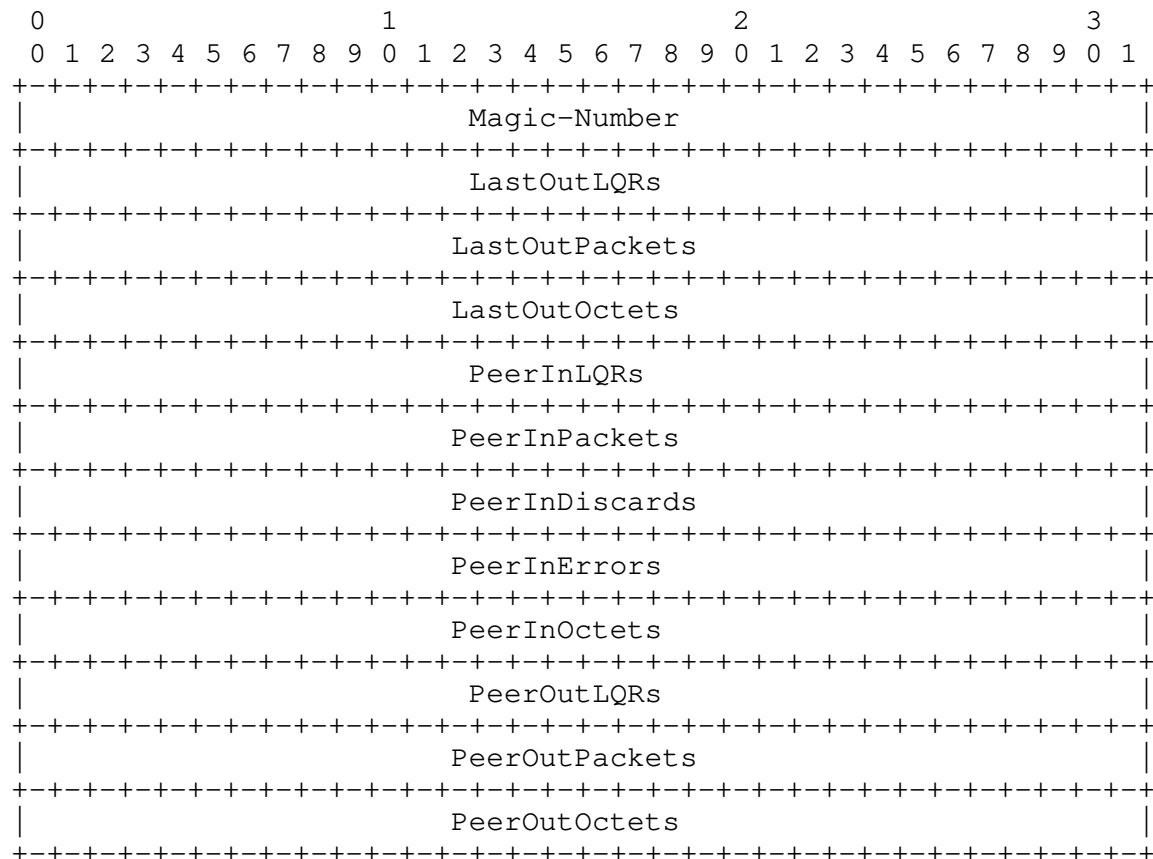 0                   1                   2                   3
 0 1 2 3 4 5 6 7 8 9 0 1 2 3 4 5 6 7 8 9 0 1 2 3 4 5 6 7 8 9 0 1
+-+-+-+-+-+-+-+-+-+-+-+-+-+-+-+-+-+-+-+-+-+-+-+-+-+-+-+-+-+-+-+-+
|                         Magic-Number                          |
+-+-+-+-+-+-+-+-+-+-+-+-+-+-+-+-+-+-+-+-+-+-+-+-+-+-+-+-+-+-+-+-+
|                         LastOutLQRs                           |
+-+-+-+-+-+-+-+-+-+-+-+-+-+-+-+-+-+-+-+-+-+-+-+-+-+-+-+-+-+-+-+-+
|                        LastOutPackets                         |
+-+-+-+-+-+-+-+-+-+-+-+-+-+-+-+-+-+-+-+-+-+-+-+-+-+-+-+-+-+-+-+-+
|                        LastOutOctets                          |
+-+-+-+-+-+-+-+-+-+-+-+-+-+-+-+-+-+-+-+-+-+-+-+-+-+-+-+-+-+-+-+-+
|                         PeerInLQRs                            |
+-+-+-+-+-+-+-+-+-+-+-+-+-+-+-+-+-+-+-+-+-+-+-+-+-+-+-+-+-+-+-+-+
|                        PeerInPackets                          |
+-+-+-+-+-+-+-+-+-+-+-+-+-+-+-+-+-+-+-+-+-+-+-+-+-+-+-+-+-+-+-+-+
|                        PeerInDiscards                         |
+-+-+-+-+-+-+-+-+-+-+-+-+-+-+-+-+-+-+-+-+-+-+-+-+-+-+-+-+-+-+-+-+
|                        PeerInErrors                           |
+-+-+-+-+-+-+-+-+-+-+-+-+-+-+-+-+-+-+-+-+-+-+-+-+-+-+-+-+-+-+-+-+
|                        PeerInOctets                           |
+-+-+-+-+-+-+-+-+-+-+-+-+-+-+-+-+-+-+-+-+-+-+-+-+-+-+-+-+-+-+-+-+
|                         PeerOutLQRs                           |
+-+-+-+-+-+-+-+-+-+-+-+-+-+-+-+-+-+-+-+-+-+-+-+-+-+-+-+-+-+-+-+-+
|                        PeerOutPackets                         |
+-+-+-+-+-+-+-+-+-+-+-+-+-+-+-+-+-+-+-+-+-+-+-+-+-+-+-+-+-+-+-+-+
|                        PeerOutOctets                          |
+-+-+-+-+-+-+-+-+-+-+-+-+-+-+-+-+-+-+-+-+-+-+-+-+-+-+-+-+-+-+-+-+